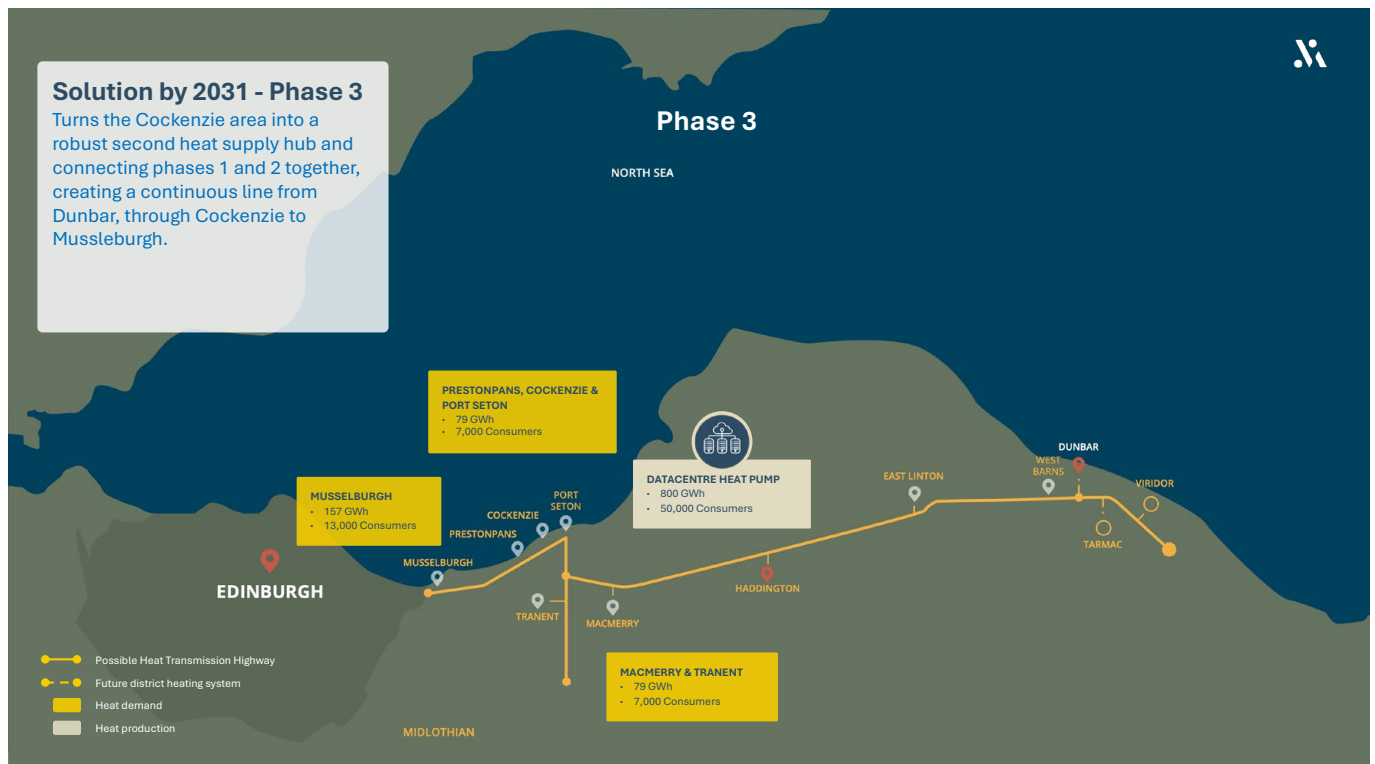 Solution by 2031 - Phase 3
Turns the Cockenzie area into a
robust second heat supply hub and
connecting phases 1 and 2 together,
creating a continuous line from
Dunbar, through Cockenzie to
Mussleburgh.
Phase 3
NORTH SEA
PRESTONPANS, COCKENZIE &
PORT SETON
• 79 GWh
• 7,000 Consumers
MUSSELBURGH
• 157 GWh
• 13,000 Consumers
DATACENTRE HEAT PUMP
• 800 GWh
• 50,000 Consumers
PORT
SETON
COCKENZIE
PRESTONPANS
MUSSELBURGH
EDINBURGH
TRANENT
MACMERRY
HADDINGTON
EAST LINTON
DUNBAR
WEST
BARNS
VIRIDOR
TARMAC
MACMERRY & TRANENT
• 79 GWh
• 7,000 Consumers
MIDLOTHIAN
Possible Heat Transmission Highway
Future district heating system
Heat demand
Heat production